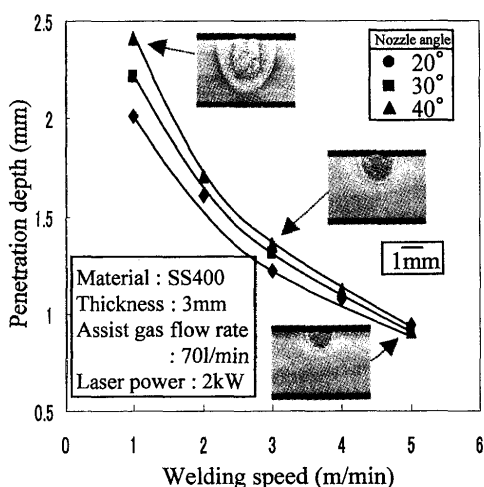 Penetration depth (mm)
2.5
2
1.5
1
0.5
Nozzle angle
20°
30°
40°
1mm
Material : SS400
Thickness : 3mm
Assist gas flow rate
: 70l/min
Laser power : 2kW
0 1 2 3 4 5 6
Welding speed (m/min)